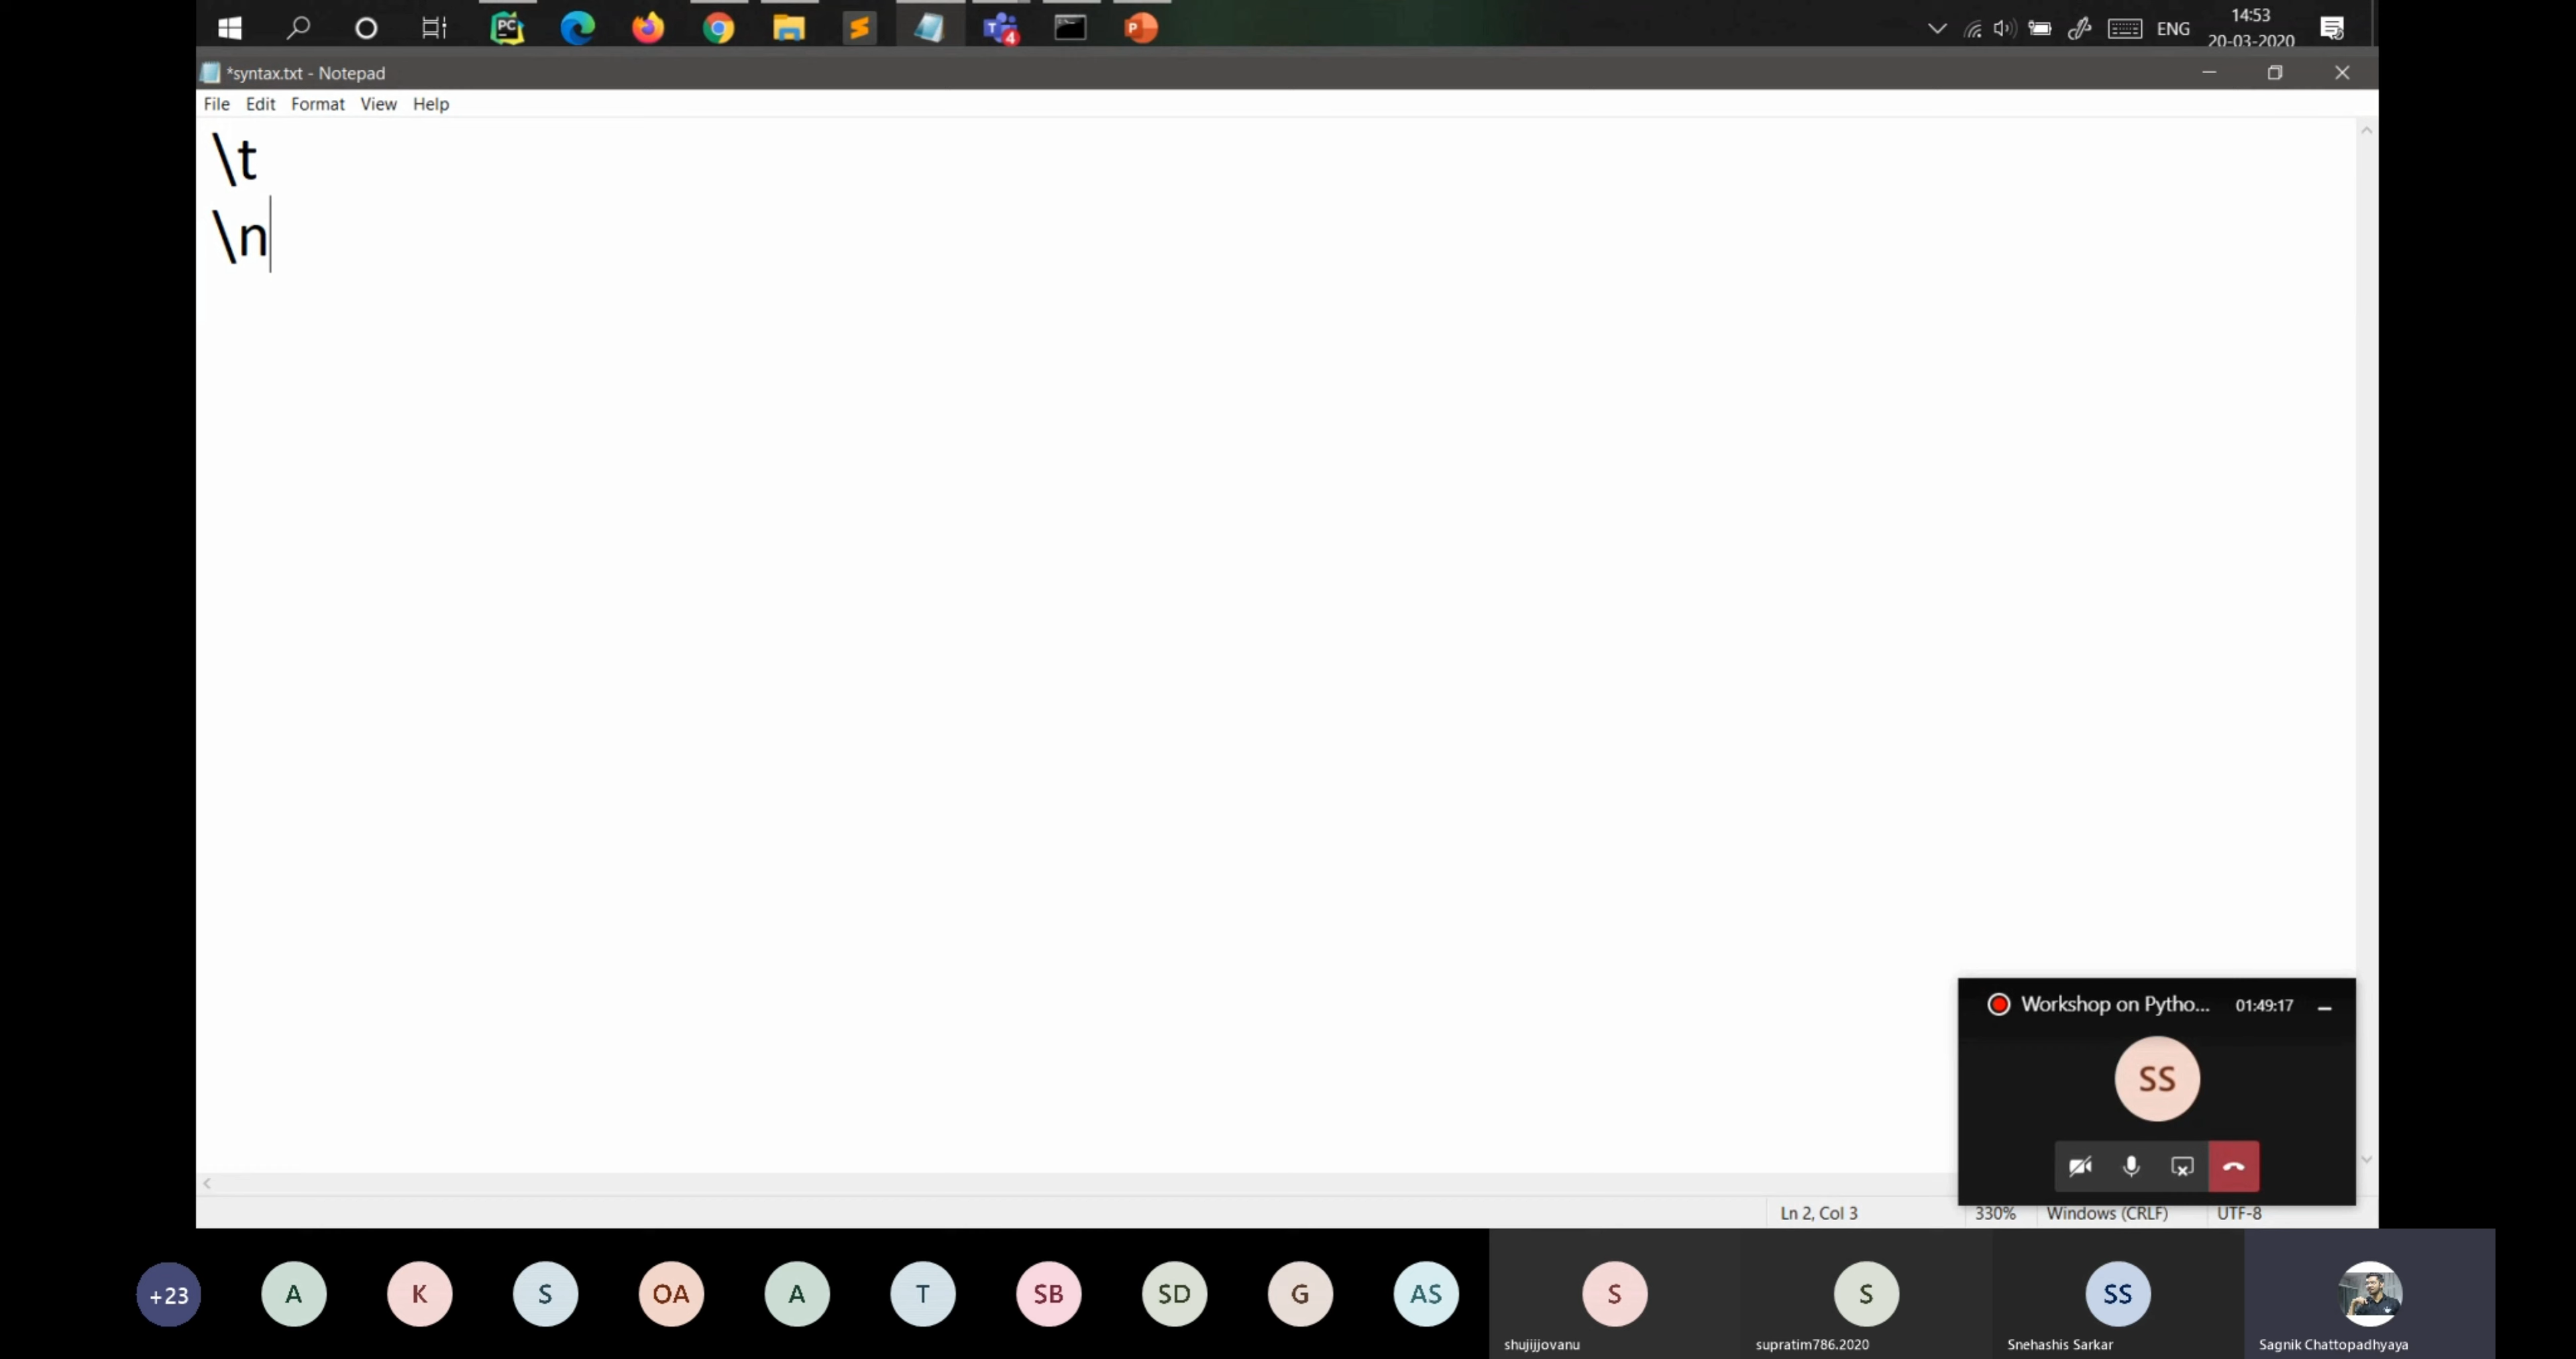 14:53
ENG
20-03-2020
PC
T
4
P
*syntax.txt - Notepad
File Edit Format View Help
\t
\n
Workshop on Pytho... 01:49:17
SS
Ln 2, Col 3 330% Windows (CRLF) UTF-8
+23 A K S OA A T SB SD G AS S S SS
shujijjovanu supratim786.2020 Snehashis Sarkar Sagnik Chattopadhyaya